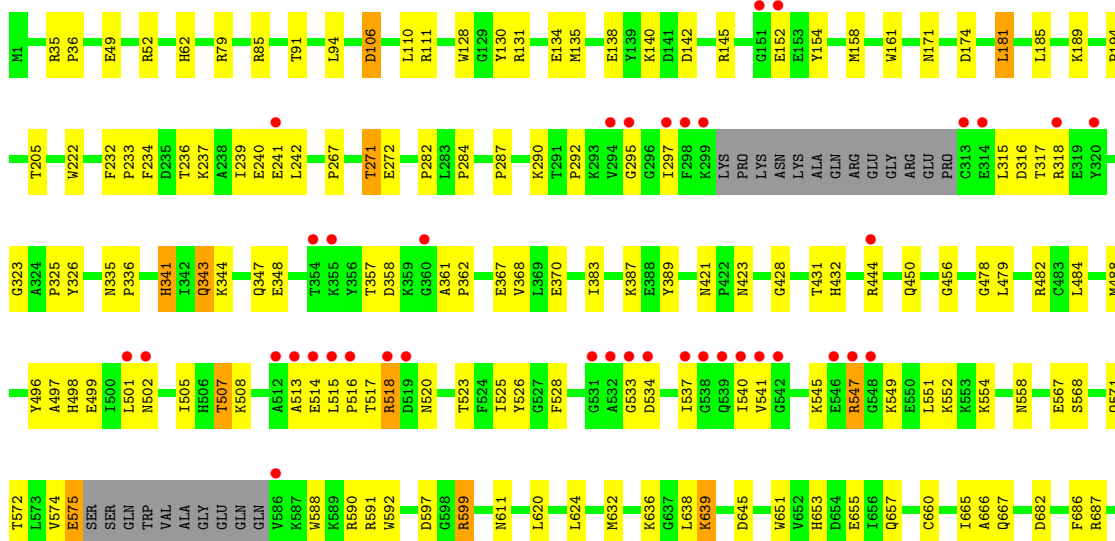 M1 R35 P36 E49 R52 H62 R79 R85 T91 L94 D106 L110 R111 W128 G129 Y130 R131 E134 M135 E138 Y139 K140 D141 D142 R145 G151 E152 E153 Y154 M158 W161 N171 D174 L181 L185 K189 R194
T205 W222 F232 P233 F234 D235 T236 K237 A238 I239 E240 E241 L242 P267 T271 E272 P282 L283 P284 P287 K290 T291 P292 K293 V294 G295 G296 I297 F298 K299 LYS PRO LYS ASN LYS ALA GLN ARG GLU GLY ARG GLU PRO C313 E314 L315 D316 T317 R318 E319 Y320
G323 A324 P325 Y326 N335 P336 H341 I342 Q343 K344 Q347 E348 T354 K355 Y356 T357 D358 K359 G360 A361 P362 E367 V368 L369 E370 I383 K387 E388 Y389 N421 P422 N423 G428 T431 H432 R444 Q450 G456 G478 L479 R482 C483 L484 M488
Y496 A497 H498 E499 I500 L501 N502 I505 H506 T507 K508 A512 A513 E514 L515 P516 T517 R518 D519 N520 T523 F524 I525 Y526 G527 F528 G531 A532 G533 D534 I537 G538 Q539 I540 V541 G542 K545 E546 R547 G548 K549 E550 L551 K552 K553 K554 N558 E567 S568 D571
T572 L573 V574 E575 SER SER GLN TRP VAL ALA GLY GLU GLN GLN V586 K587 W588 K589 R590 R591 W592 D597 G598 R599 N611 L620 L624 M632 K636 G637 L638 K639 D645 W651 V652 H653 D654 E655 I656 Q657 C660 I665 A666 Q667 D682 F686 R687